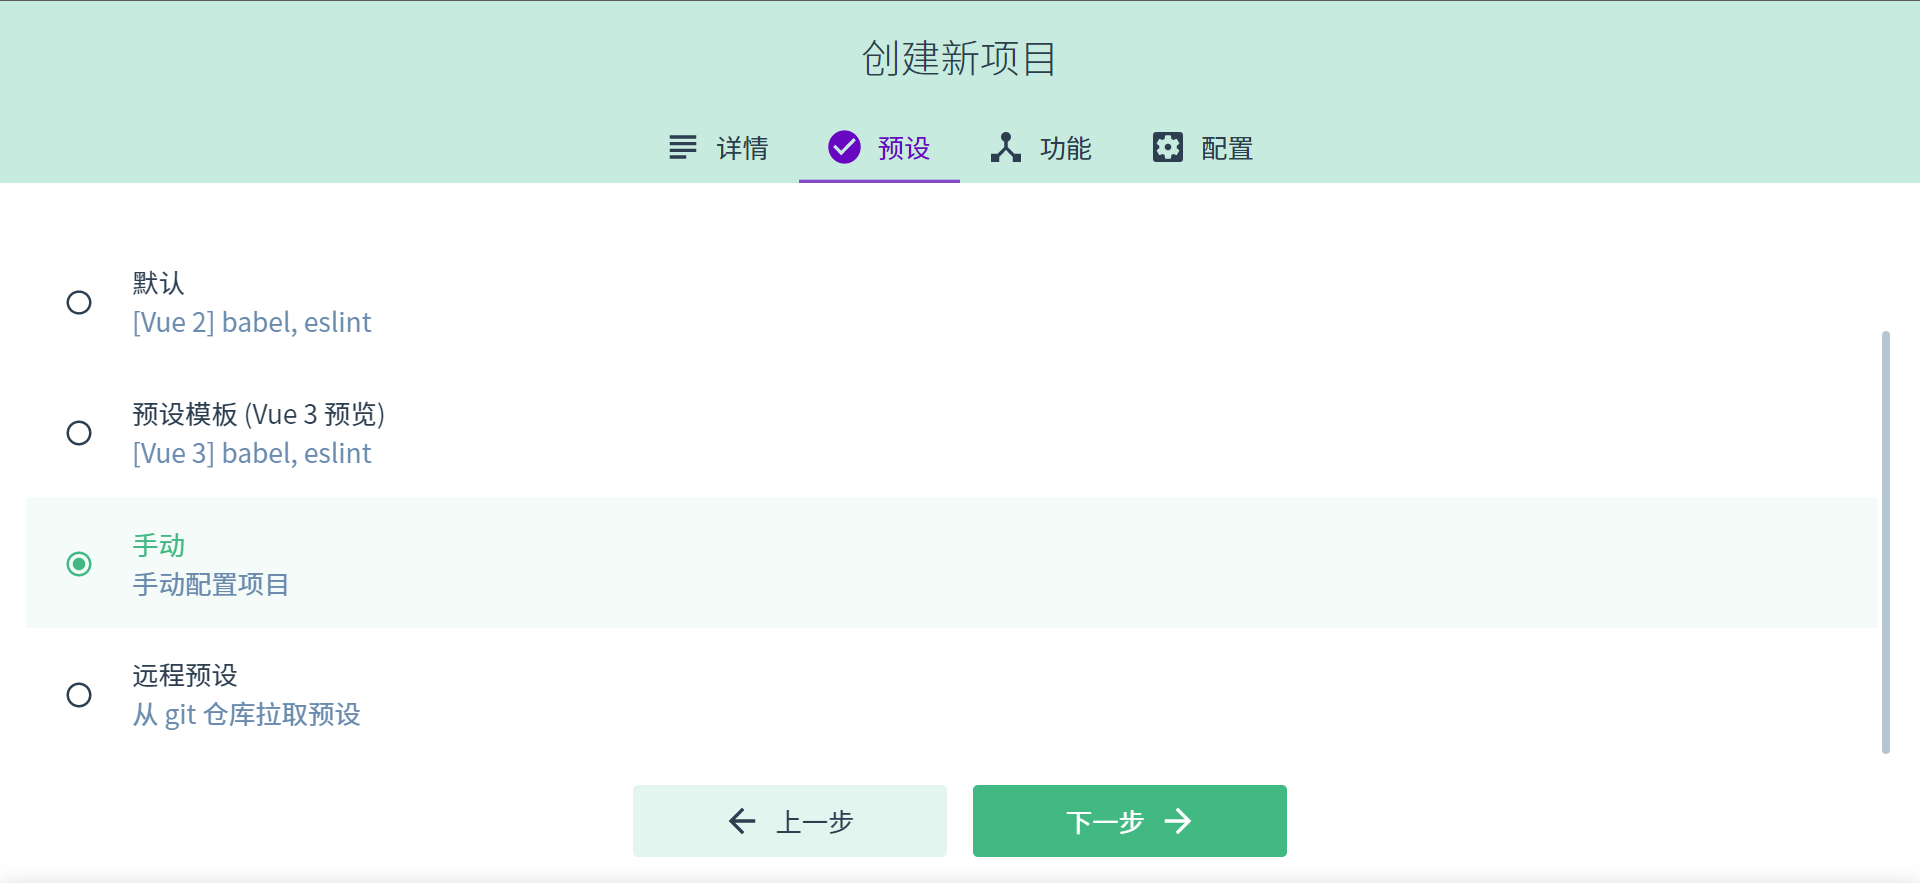 创建新项目
详情 预设 功能 配置
默认
[Vue 2] babel, eslint
预设模板 (Vue 3 预览)
[Vue 3] babel, eslint
手动
手动配置项目
远程预设
从 git 仓库拉取预设
上一步 下一步